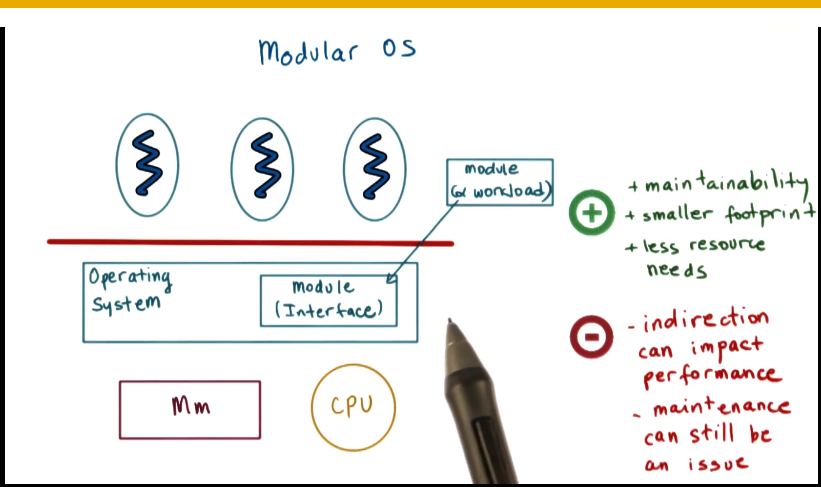 Modular OS
module
(∝ workload)
+ maintainability
+ smaller footprint
+ less resource
needs
Operating
System
module
(Interface)
- indirection
can impact
performance
- maintenance
can still be
an issue
Mm
CPU